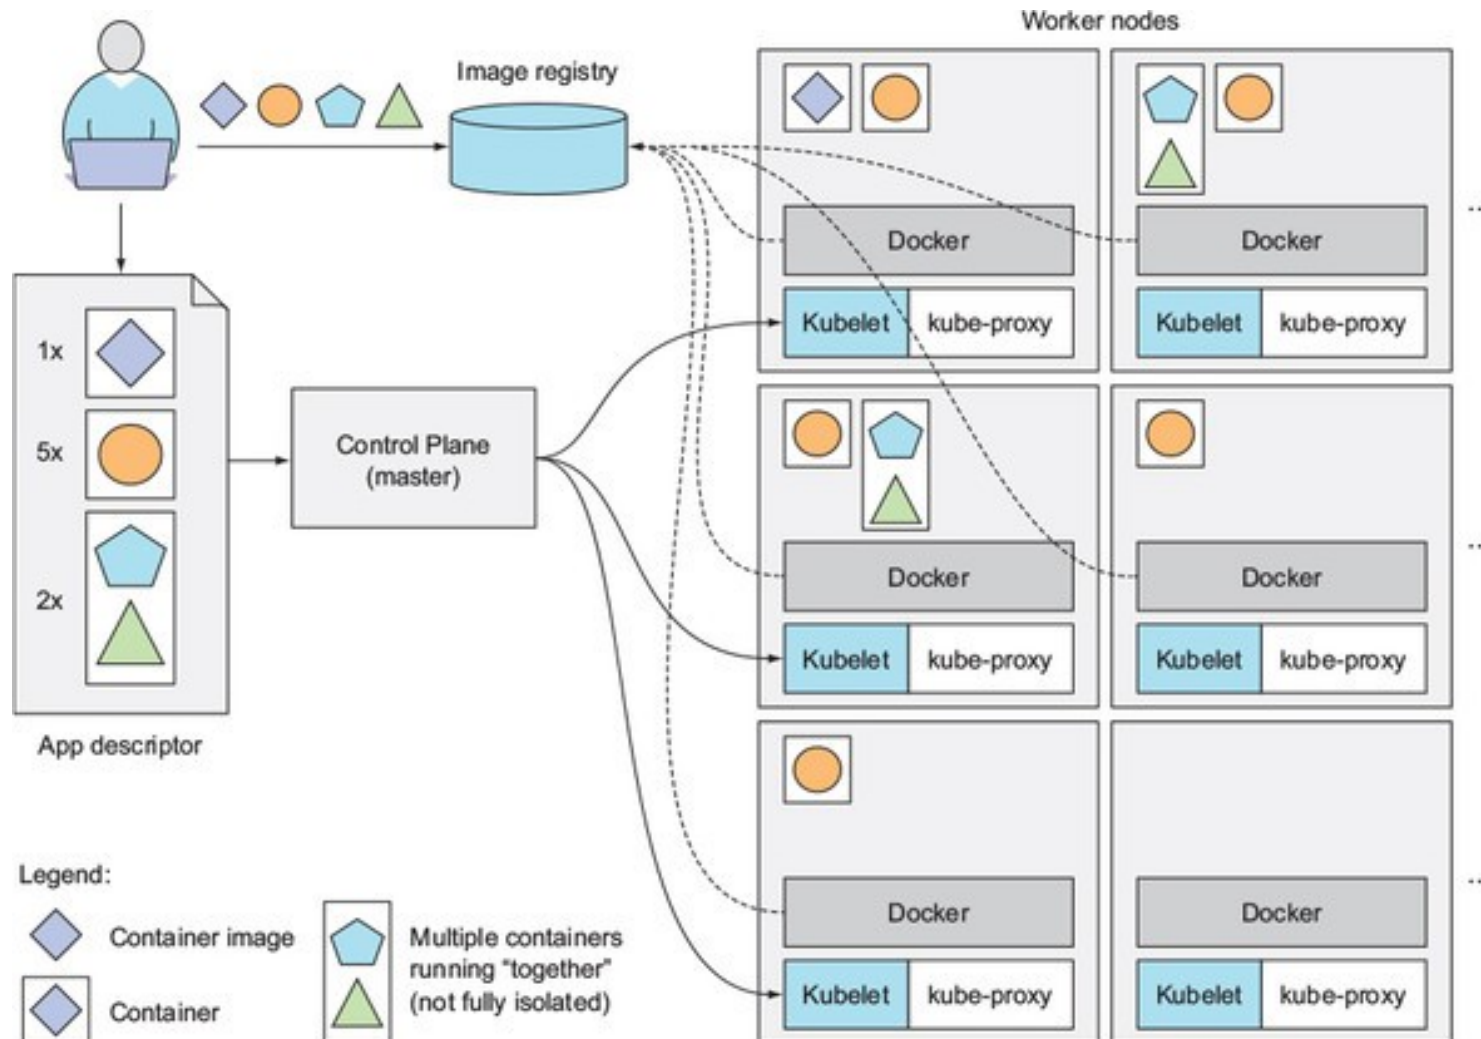 Worker nodes
Image registry
Docker
Docker
Kubelet
kube-proxy
Kubelet
kube-proxy
1x
5x
2x
App descriptor
Control Plane
(master)
Docker
Docker
Kubelet
kube-proxy
Kubelet
kube-proxy
Docker
Docker
Kubelet
kube-proxy
Kubelet
kube-proxy
Legend:
Container image
Container
Multiple containers
running “together”
(not fully isolated)